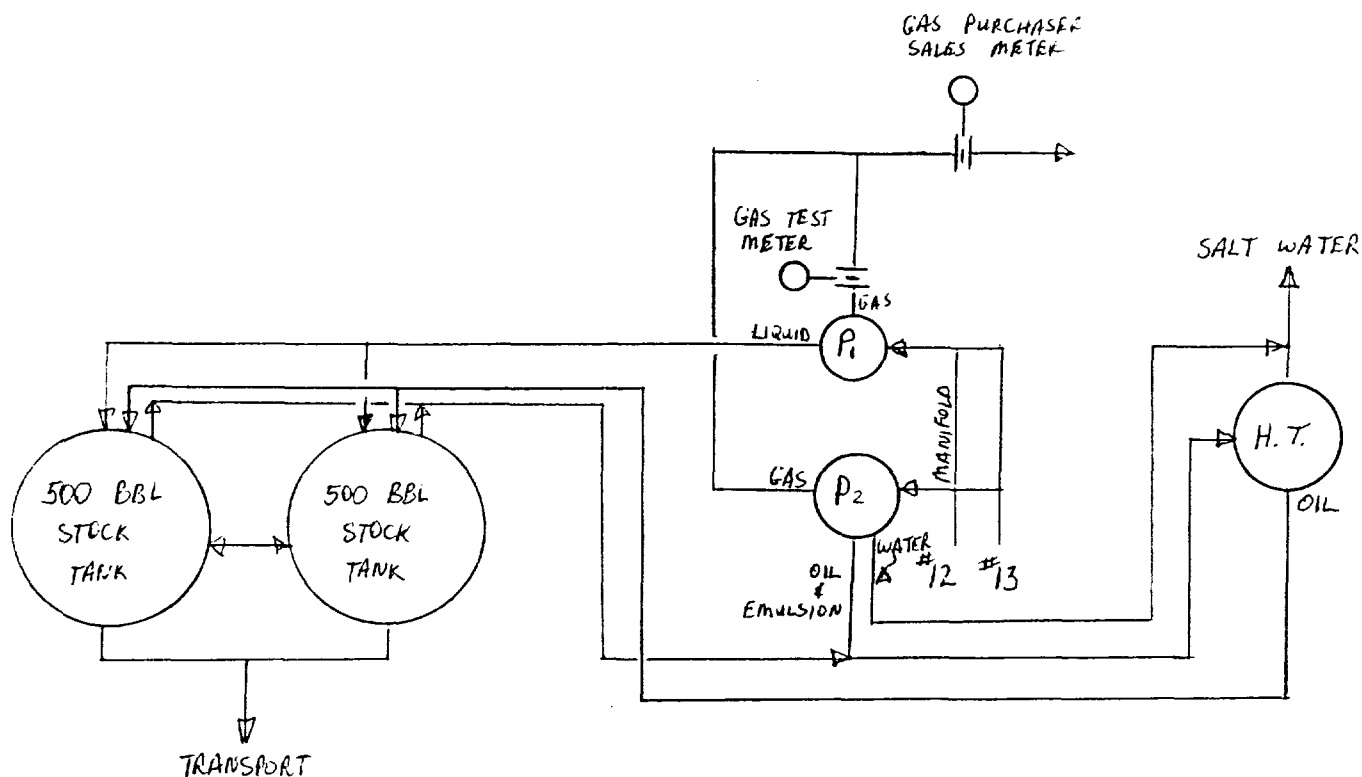 GAS PURCHASER
SALES METER
GAS TEST
METER
SALT WATER
GAS
LIQUID
P1
MANIFOLD
H.T.
500 BBL
STOCK
TANK
500 BBL
STOCK
TANK
GAS
P2
OIL
WATER
#12
#13
OIL
&
EMULSION
TRANSPORT